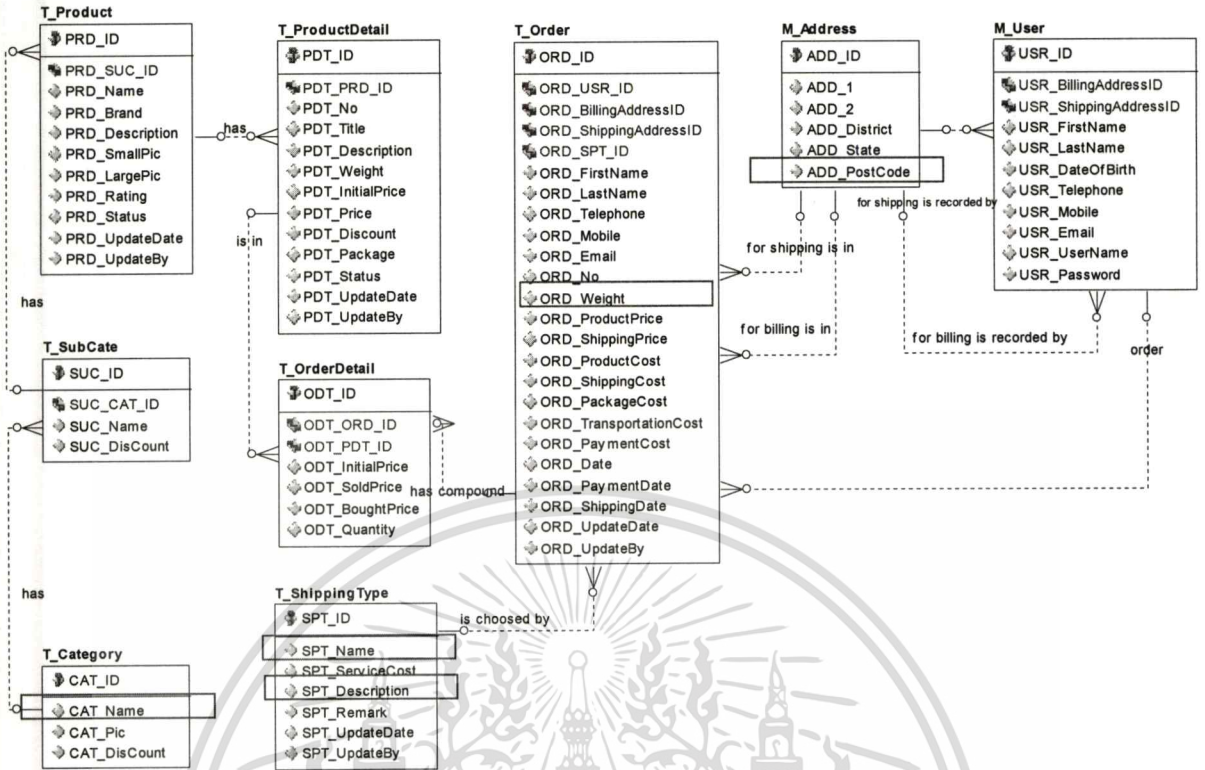 T_Product
PRD_ID
PRD_SUC_ID
PRD_Name
PRD_Brand
PRD_Description
PRD_SmallPic
PRD_LargePic
PRD_Rating
PRD_Status
PRD_UpdateDate
PRD_UpdateBy
has
T_ProductDetail
PDT_ID
PDT_PRD_ID
PDT_No
PDT_Title
PDT_Description
PDT_Weight
PDT_InitialPrice
PDT_Price
PDT_Discount
PDT_Package
PDT_Status
PDT_UpdateDate
PDT_UpdateBy
is in
T_Order
ORD_ID
ORD_USR_ID
ORD_BillingAddressID
ORD_ShippingAddressID
ORD_SPT_ID
ORD_FirstName
ORD_LastName
ORD_Telephone
ORD_Mobile
ORD_Email
ORD_No
ORD_Weight
ORD_ProductPrice
ORD_ShippingPrice
ORD_ProductCost
ORD_ShippingCost
ORD_PackageCost
ORD_TransportationCost
ORD_PaymentCost
ORD_Date
ORD_PaymentDate
ORD_ShippingDate
ORD_UpdateDate
ORD_UpdateBy
M_Address
ADD_ID
ADD_1
ADD_2
ADD_District
ADD_State
ADD_PostCode
for shipping is recorded by
for shipping is in
for billing is in
for billing is recorded by
M_User
USR_ID
USR_BillingAddressID
USR_ShippingAddressID
USR_FirstName
USR_LastName
USR_DateOfBirth
USR_Telephone
USR_Mobile
USR_Email
USR_UserName
USR_Password
order
has
T_SubCate
SUC_ID
SUC_CAT_ID
SUC_Name
SUC_DisCount
T_OrderDetail
ODT_ID
ODT_ORD_ID
ODT_PDT_ID
ODT_InitialPrice
ODT_SoldPrice
ODT_BoughtPrice
ODT_Quantity
has compound
has
T_Category
CAT_ID
CAT_Name
CAT_Pic
CAT_DisCount
T_ShippingType
SPT_ID
SPT_Name
SPT_ServiceCost
SPT_Description
SPT_Remark
SPT_UpdateDate
SPT_UpdateBy
is choosed by